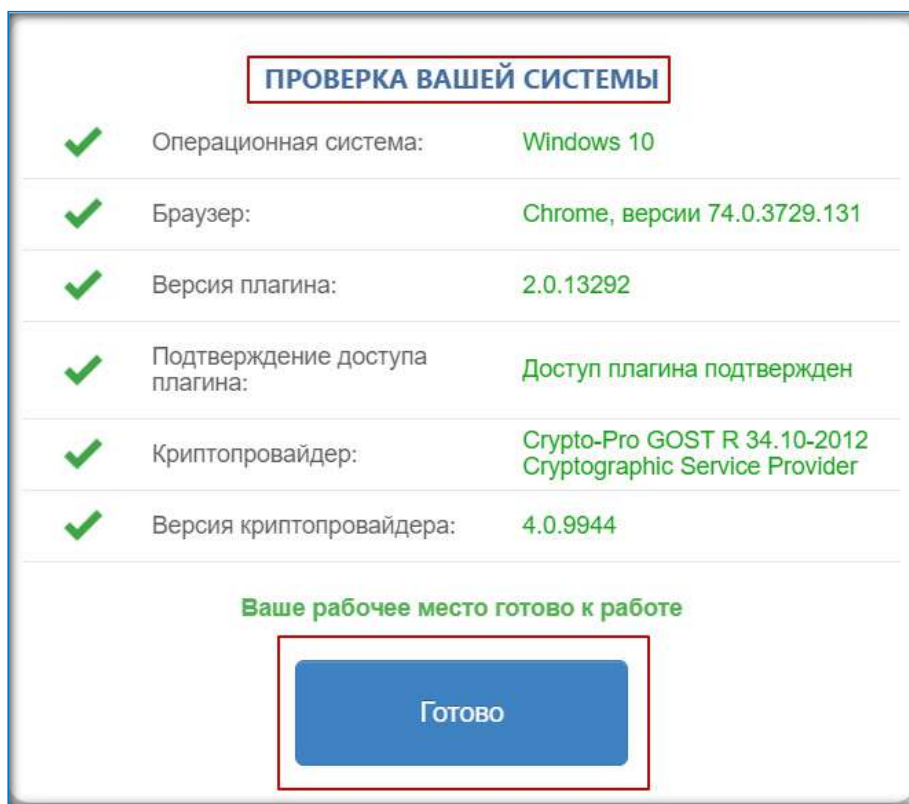 ПРОВЕРКА ВАШЕЙ СИСТЕМЫ
Операционная система: Windows 10
Браузер: Chrome, версии 74.0.3729.131
Версия плагина: 2.0.13292
Подтверждение доступа
плагина:
Доступ плагина подтвержден
Криптопровайдер:
Crypto-Pro GOST R 34.10-2012
Cryptographic Service Provider
Версия криптопровайдера: 4.0.9944
Ваше рабочее место готово к работе
Готово